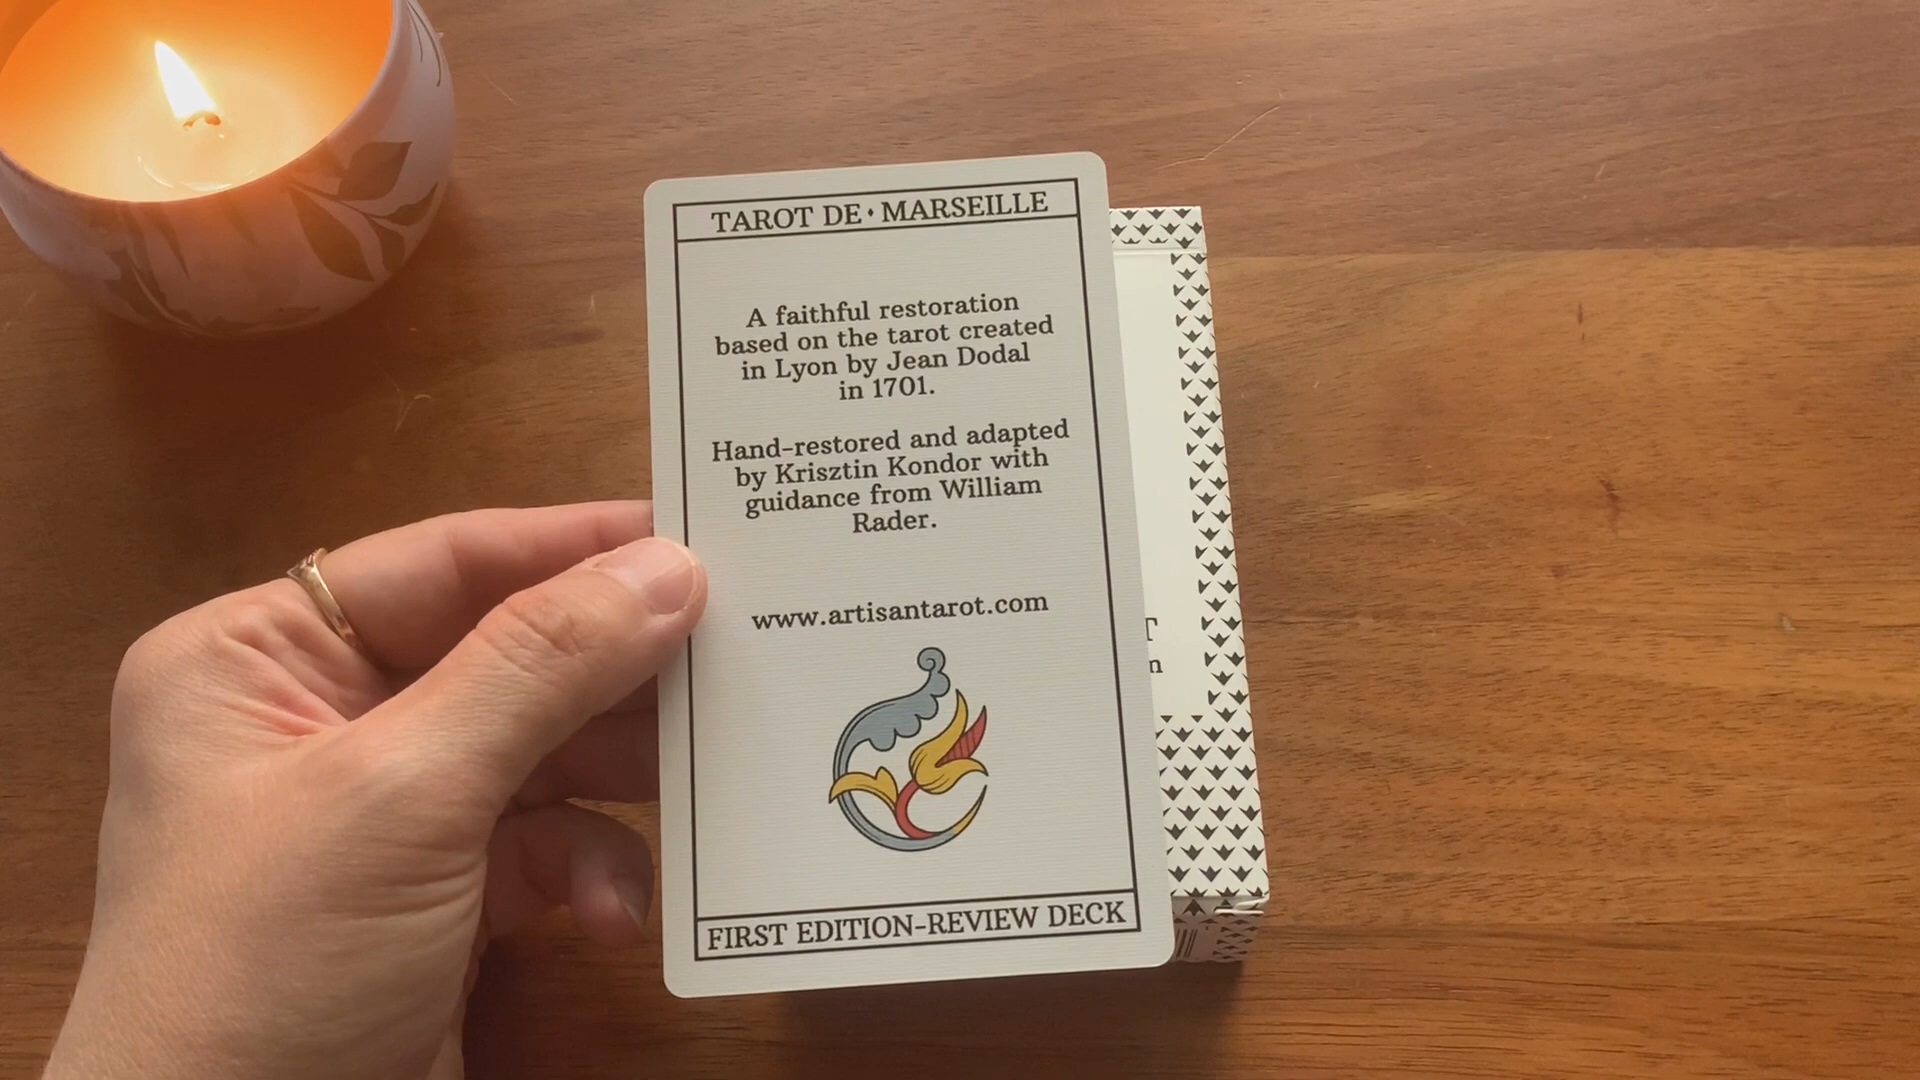 TAROT DE⬧MARSEILLE
A faithful restoration
based on the tarot created
in Lyon by Jean Dodal
in 1701.
Hand-restored and adapted
by Krisztin Kondor with
guidance from William
Rader.
www.artisantarot.com
FIRST EDITION-REVIEW DECK